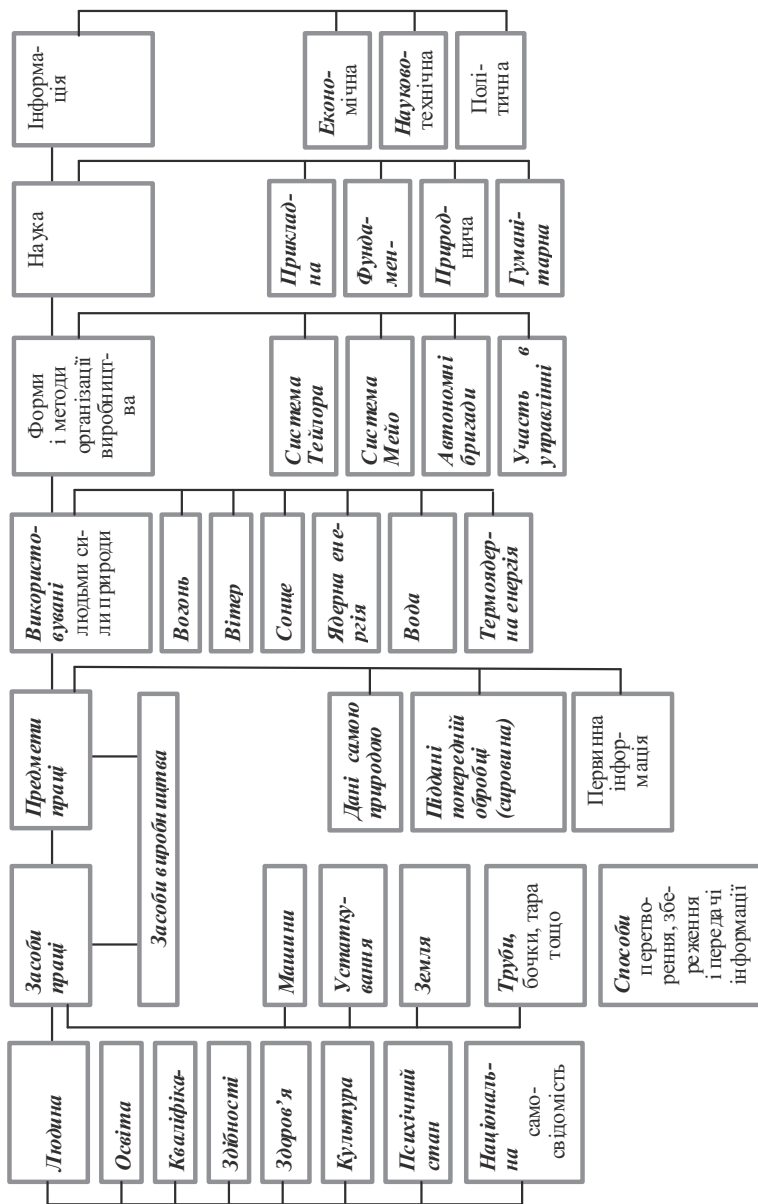 Людина
Освіта
Кваліфіка-
Здібності
Здоров’я
Культура
Психічний
стан
Національ-
на
само-
свідомість
Засоби
праці
Предмети
праці
Засоби виробництва
Машини
Устатку-
вання
Земля
Труби,
бочки, тара
тощо
Способи
перетво-
рення, збе-
реження
і передачі
інформації
Дані самою
природою
Піддані
попередній
обробці
(сировина)
Первинна
інфор-
мація
Використо-
вувані
людьми си-
ли природи
Вогонь
Вітер
Сонце
Ядерна ене-
ргія
Вода
Термоядер-
на енергія
Форми
і методи
організації
виробницт-
ва
Система
Тейлора
Система
Мейо
Автономні
бригади
Участь в
управлінні
Наука
Приклад-
на
Фунда-
мен-
Природ-
нича
Гумані-
тарна
Інформа-
ція
Еконо-
мічна
Науково-
технічна
Полі-
тична